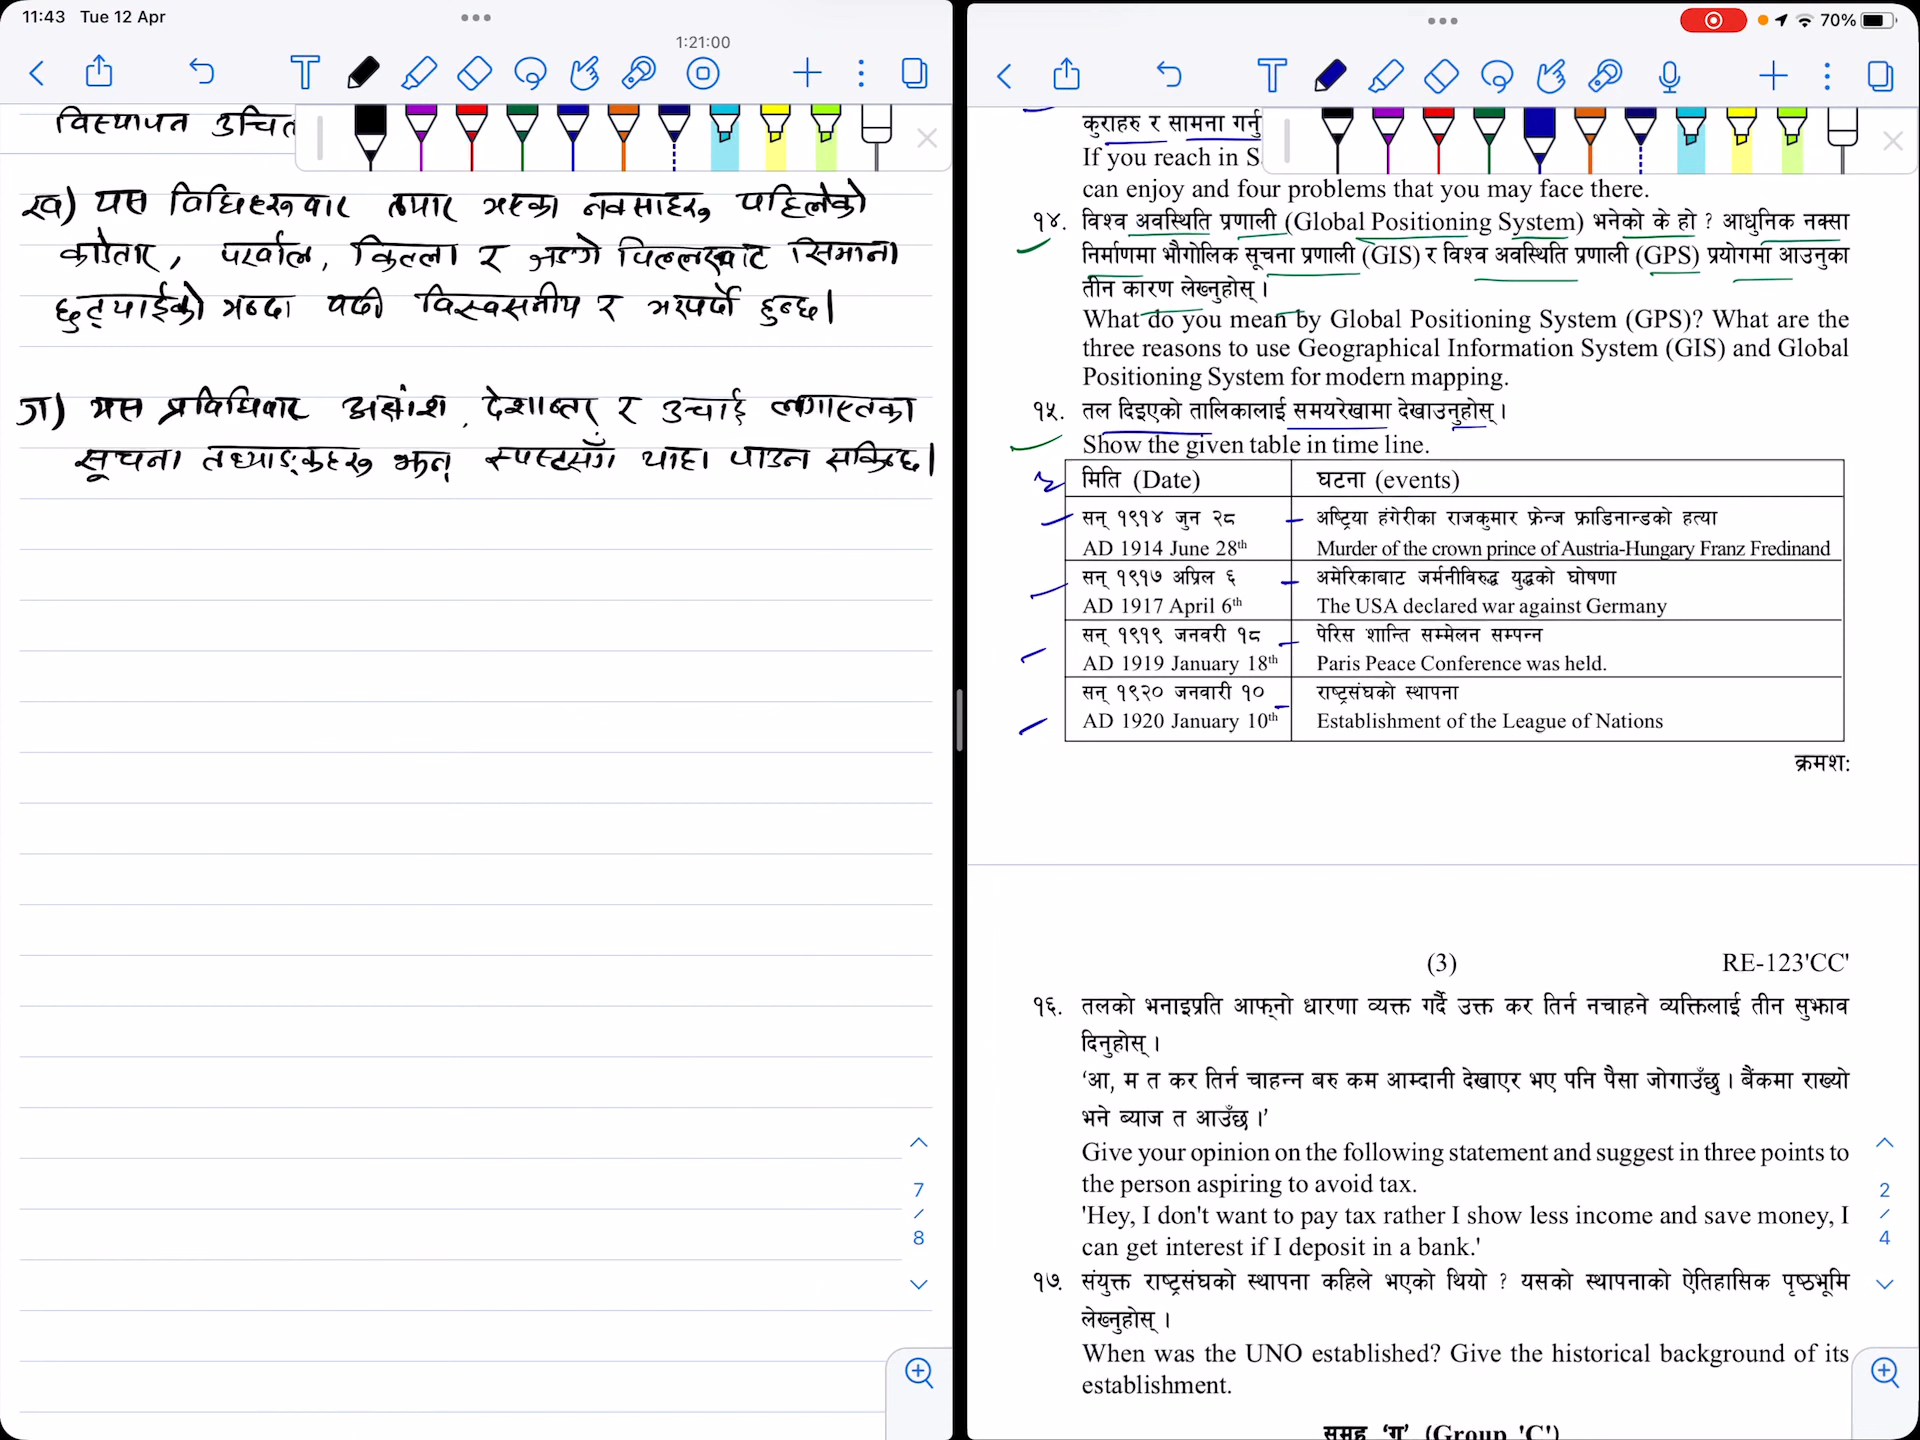 11:43 Tue 12 Apr
1:21:00
विस्थापन उचित
ख) यस विधिहरूबाट तयार भएका नक्साहरू पहिलेको
फित्ता र जङ्गे पिल्लरबाट सिमाना
छुट्याईको भन्दा बढी विस्वसनीय र भरपर्दो हुन्छ।
ज) यस प्रविधिबाट अक्षांश, देशान्तर र उचाई लगाएतका
सूचना तथ्याङ्कहरू झन् स्पस्टसँग थाहा पाउन सकिन्छ।
7
8
70%
कुराहरु र सामना गर्नु
If you reach in S
can enjoy and four problems that you may face there.
१४. विश्व अवस्थिति प्रणाली (Global Positioning System) भनेको के हो ? आधुनिक नक्सा
निर्माणमा भौगोलिक सूचना प्रणाली (GIS) र विश्व अवस्थिति प्रणाली (GPS) प्रयोगमा आउनुका
तीन कारण लेख्नुहोस् ।
What do you mean by Global Positioning System (GPS)? What are the
three reasons to use Geographical Information System (GIS) and Global
Positioning System for modern mapping.
१५. तल दिइएको तालिकालाई समयरेखामा देखाउनुहोस् ।
Show the given table in time line.
मिति (Date) घटना (events)
सन् १९१४ जुन २८ अष्ट्रिया हंगेरीका राजकुमार फ्रेन्ज फ्राडिनान्डको हत्या
AD 1914 June 28th Murder of the crown prince of Austria-Hungary Franz Fredinand
सन् १९१७ अप्रिल ६ अमेरिकाबाट जर्मनीविरुद्ध युद्धको घोषणा
AD 1917 April 6th The USA declared war against Germany
सन् १९१९ जनवरी १८ पेरिस शान्ति सम्मेलन सम्पन्न
AD 1919 January 18th Paris Peace Conference was held.
सन् १९२० जनवारी १० राष्ट्रसंघको स्थापना
AD 1920 January 10th Establishment of the League of Nations
क्रमश:
(3) RE-123'CC'
१६. तलको भनाइप्रति आफ्नो धारणा व्यक्त गर्दै उक्त कर तिर्न नचाहने व्यक्तिलाई तीन सुझाव
दिनुहोस् ।
‘आ, म त कर तिर्न चाहन्न बरु कम आम्दानी देखाएर भए पनि पैसा जोगाउँछु । बैंकमा राख्यो
भने ब्याज त आउँछ ।’
Give your opinion on the following statement and suggest in three points to
the person aspiring to avoid tax.
'Hey, I don't want to pay tax rather I show less income and save money, I
can get interest if I deposit in a bank.'
१७. संयुक्त राष्ट्रसंघको स्थापना कहिले भएको थियो ? यसको स्थापनाको ऐतिहासिक पृष्ठभूमि
लेख्नुहोस् ।
When was the UNO established? Give the historical background of its
establishment.
समूह ‘ग’ (Group 'C')
2
4